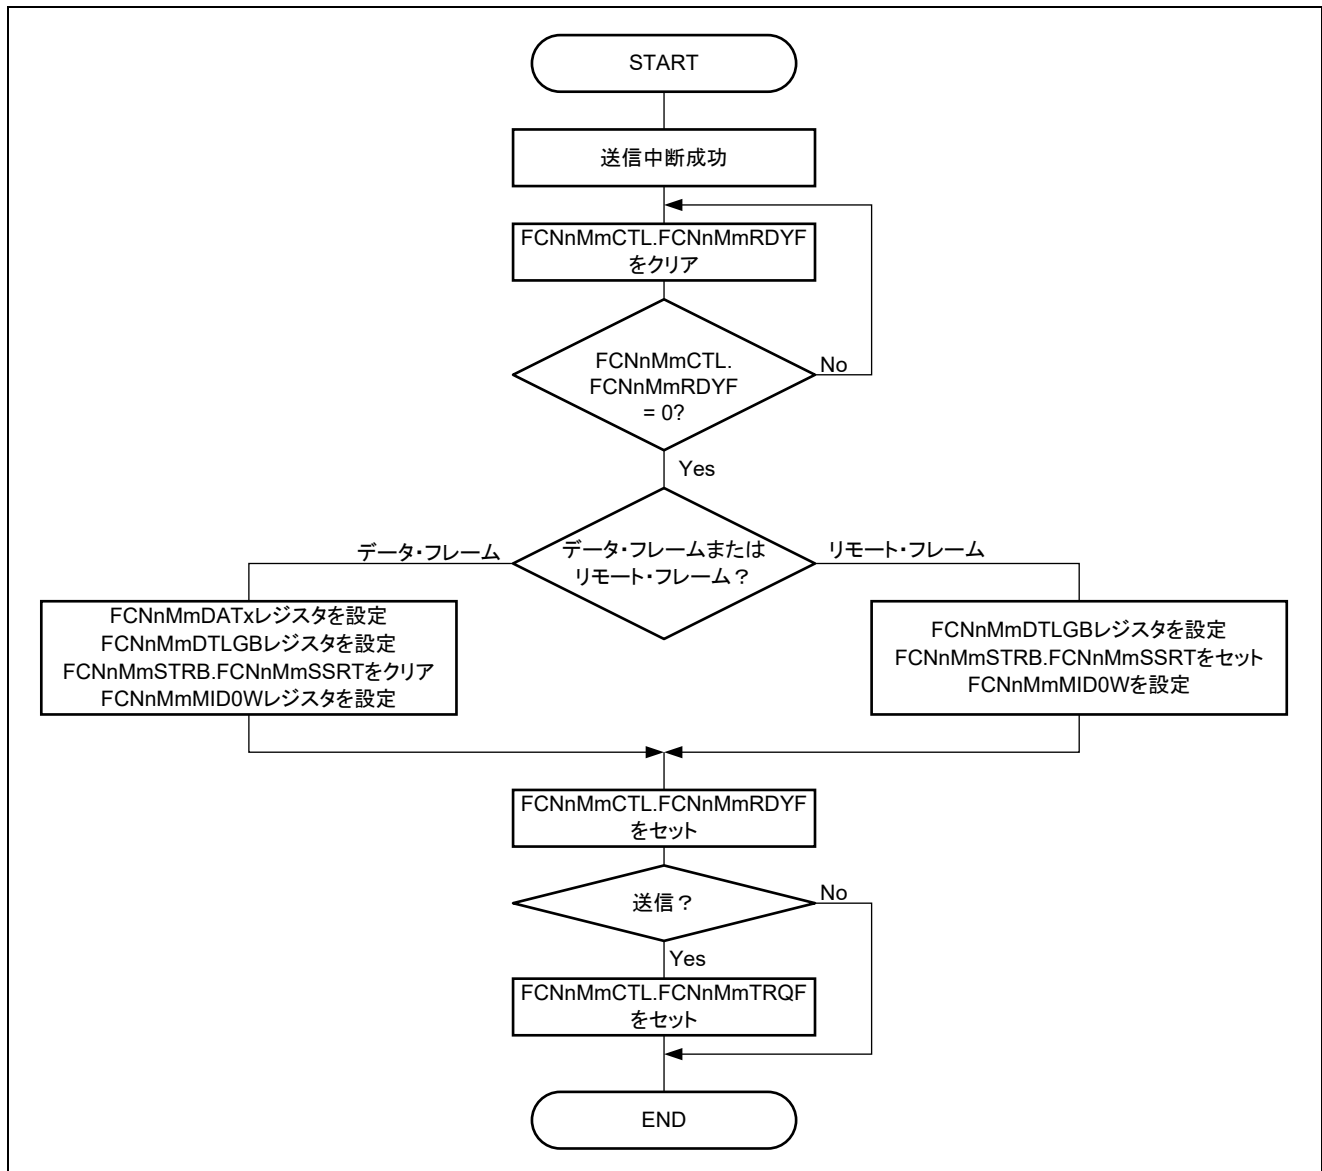 START
送信中断成功
FCNnMmCTL.FCNnMmRDYF
をクリア
FCNnMmCTL.
FCNnMmRDYF
= 0?
No
Yes
データ・フレームまたは
リモート・フレーム？
データ・フレーム
リモート・フレーム
FCNnMmDATxレジスタを設定
FCNnMmDTLGBレジスタを設定
FCNnMmSTRB.FCNnMmSSRTをクリア
FCNnMmMID0Wレジスタを設定
FCNnMmDTLGBレジスタを設定
FCNnMmSTRB.FCNnMmSSRTをセット
FCNnMmMID0Wを設定
FCNnMmCTL.FCNnMmRDYF
をセット
送信？
No
Yes
FCNnMmCTL.FCNnMmTRQF
をセット
END